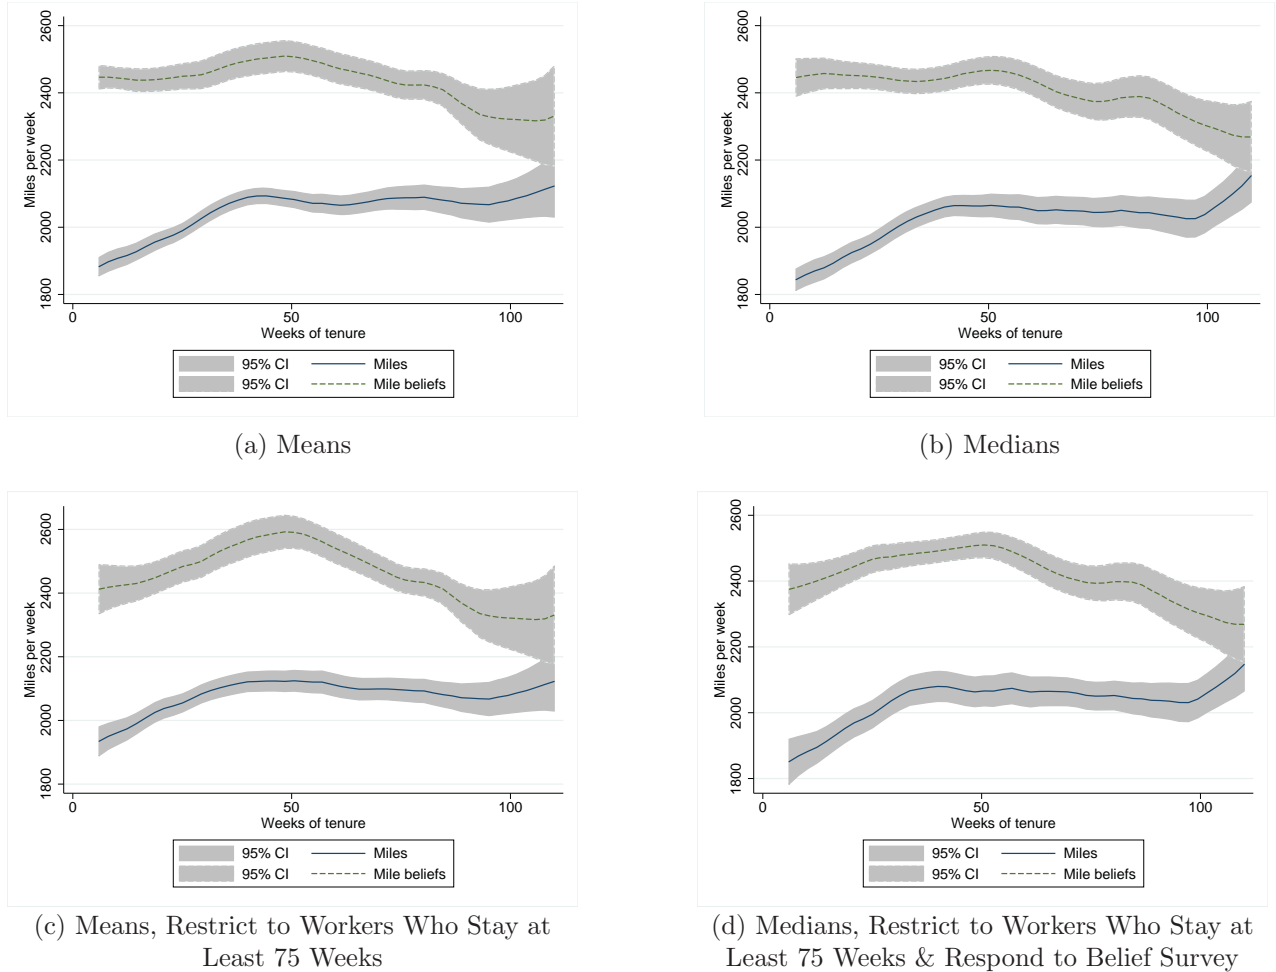 2600
2400
2200
2000
1800
Miles per week
0 50 100
Weeks of tenure
95% CI Miles
95% CI Mile beliefs
(a) Means
2600
2400
2200
2000
1800
Miles per week
0 50 100
Weeks of tenure
95% CI Miles
95% CI Mile beliefs
(b) Medians
2600
2400
2200
2000
1800
Miles per week
0 50 100
Weeks of tenure
95% CI Miles
95% CI Mile beliefs
(c) Means, Restrict to Workers Who Stay at
Least 75 Weeks
2600
2400
2200
2000
1800
Miles per week
0 50 100
Weeks of tenure
95% CI Miles
95% CI Mile beliefs
(d) Medians, Restrict to Workers Who Stay at
Least 75 Weeks & Respond to Belief Survey